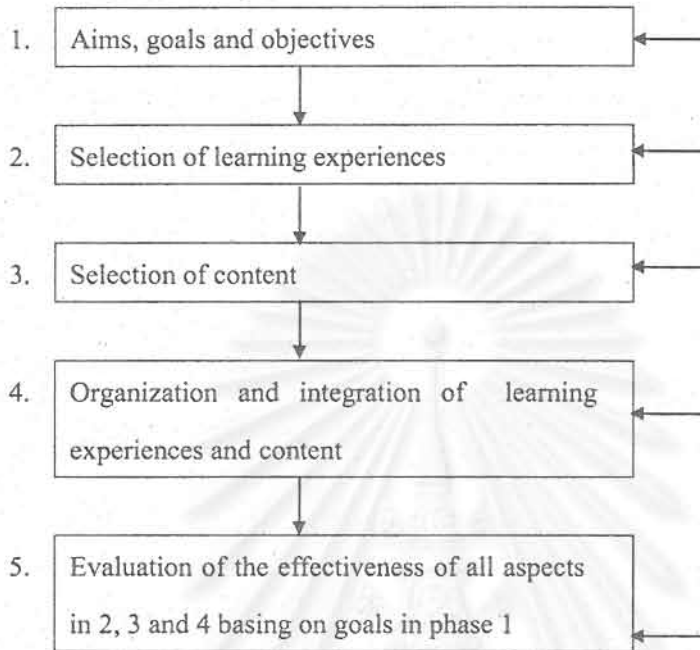 1. Aims, goals and objectives
2. Selection of learning experiences
3. Selection of content
4. Organization and integration of learning
experiences and content
5. Evaluation of the effectiveness of all aspects
in 2, 3 and 4 basing on goals in phase 1